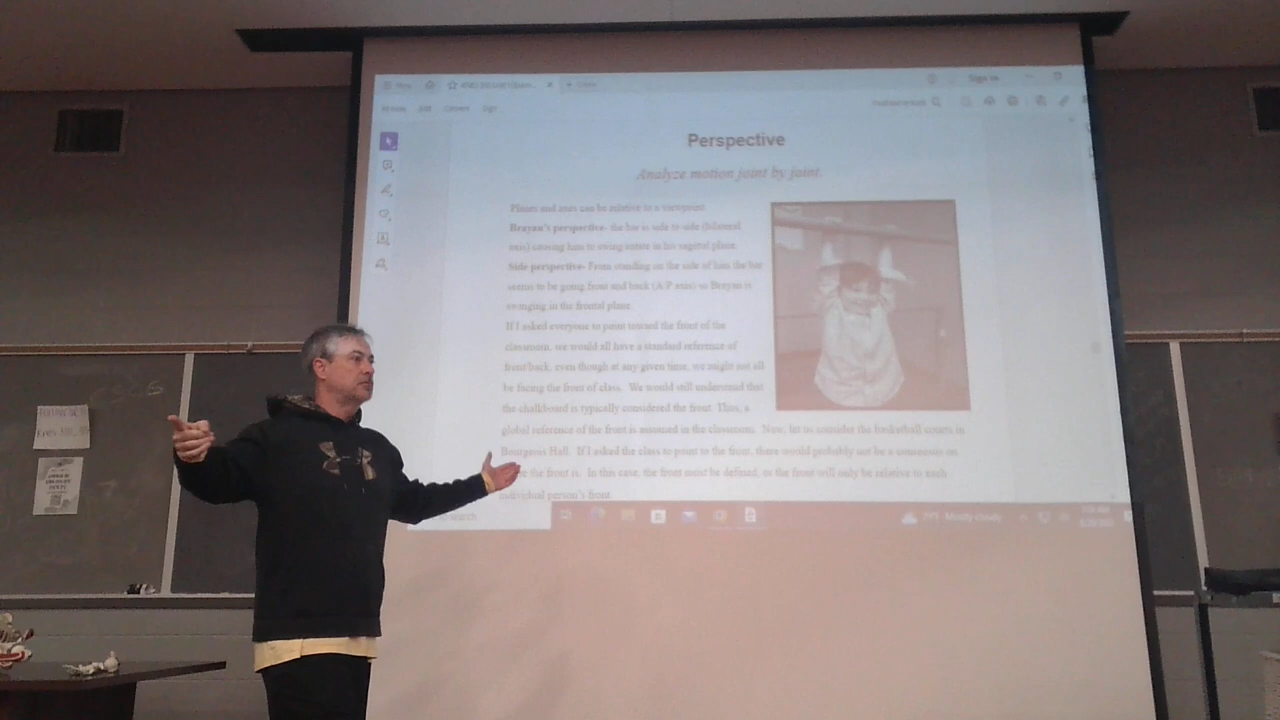 Sign in
Edit
Convert
Sign
Perspective
Analyze motion joint by joint.
Planes and axes can be relative to a viewpoint.
Brayan's perspective- the bar is side to side (bilateral
axis) causing him to swing/rotate in his sagittal plane.
Side perspective- From standing on the side of him the bar
seems to be going front and back (A/P axis) so Brayan is
swinging in the frontal plane.
If I asked everyone to point toward the front of the
classroom, we would all have a standard reference of
front/back, even though at any given time, we might not all
be facing the front of class. We would still understand that
the chalkboard is typically considered the front. Thus, a
global reference of the front is assumed in the classroom. Now, let us consider the basketball courts in
Bourgeois Hall. If I asked the class to point to the front, there would probably not be a consensus on
the front is. In this case, the front must be defined, as the front will only be relative to each
individual person's front.
search
Mostly cloudy